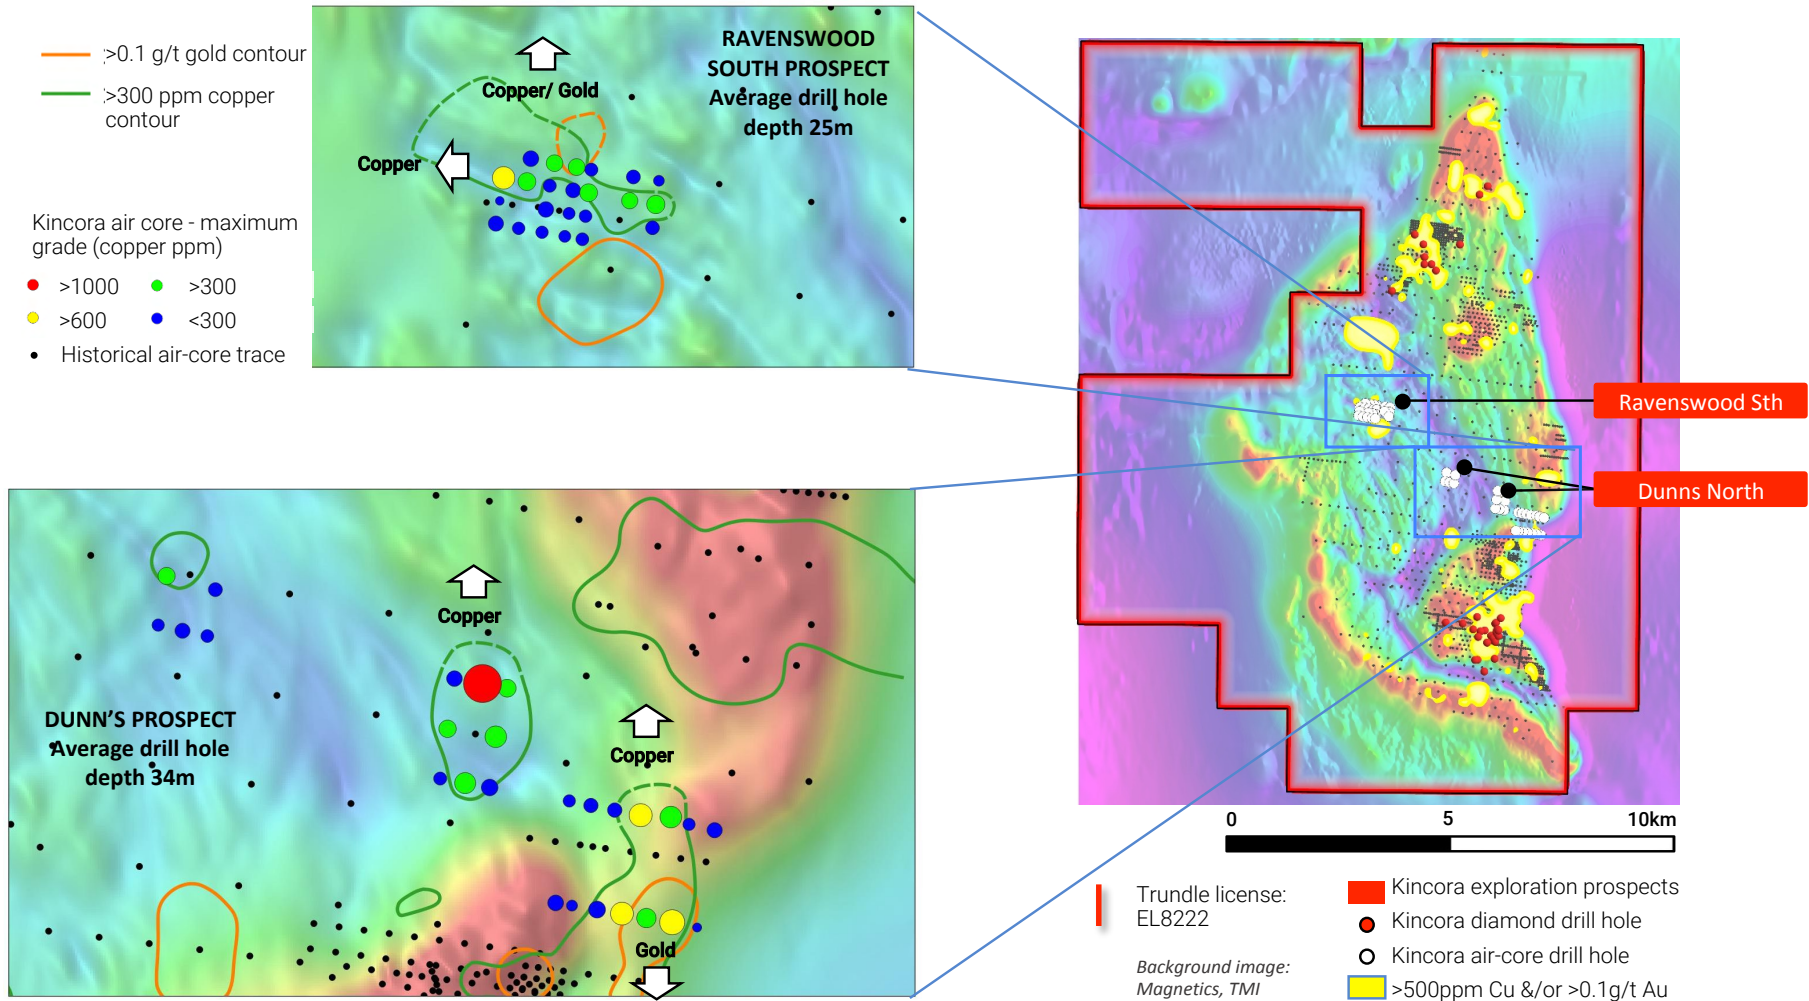 >0.1 g/t gold contour
>300 ppm copper
contour
Kincora air core - maximum
grade (copper ppm)
>1000
>300
>600
<300
Historical air-core trace
RAVENSWOOD
SOUTH PROSPECT
Average drill hole
depth 25m
Copper/ Gold
Copper
DUNN'S PROSPECT
Average drill hole
depth 34m
Copper
Copper
Gold
Ravenswood Sth
Dunns North
0 5 10km
Trundle license:
EL8222
Background image:
Magnetics, TMI
Kincora exploration prospects
Kincora diamond drill hole
Kincora air-core drill hole
>500ppm Cu &/or >0.1g/t Au